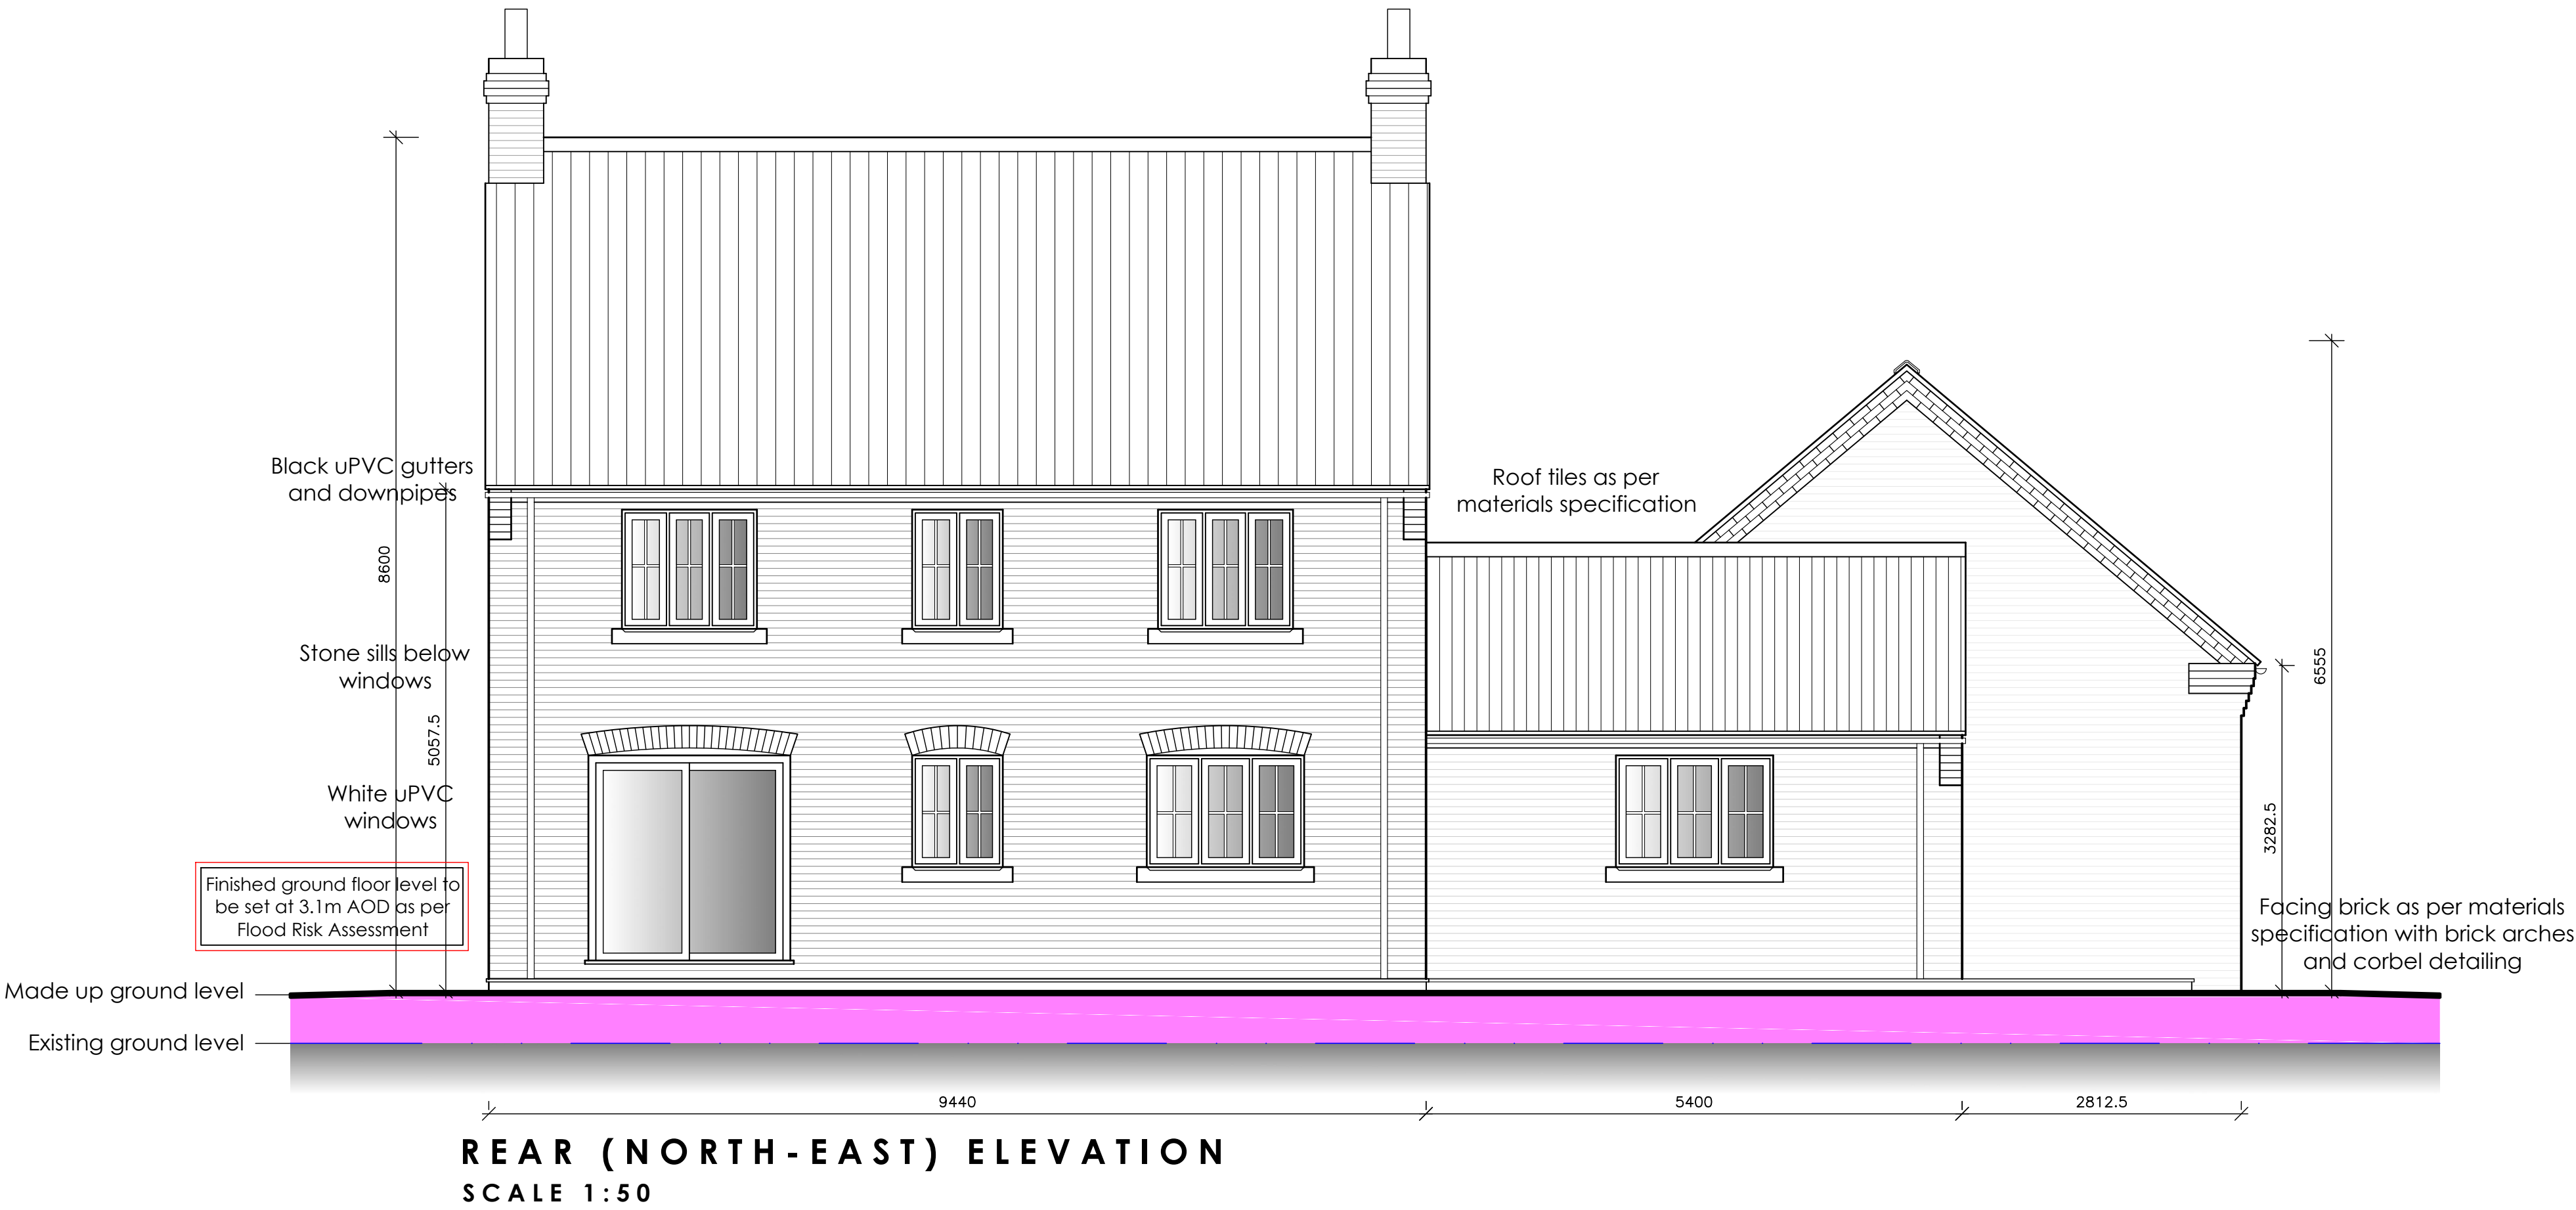 Black uPVC gutters
and downpipes
Roof tiles as per
materials specification
8600
Stone sills below
windows
6555
5057.5
White uPVC
windows
3282.5
Finished ground floor level to
be set at 3.1m AOD as per
Flood Risk Assessment
Facing brick as per materials
specification with brick arches
and corbel detailing
Made up ground level
Existing ground level
9440
5400
2812.5
REAR (NORTH-EAST) ELEVATION
SCALE 1:50